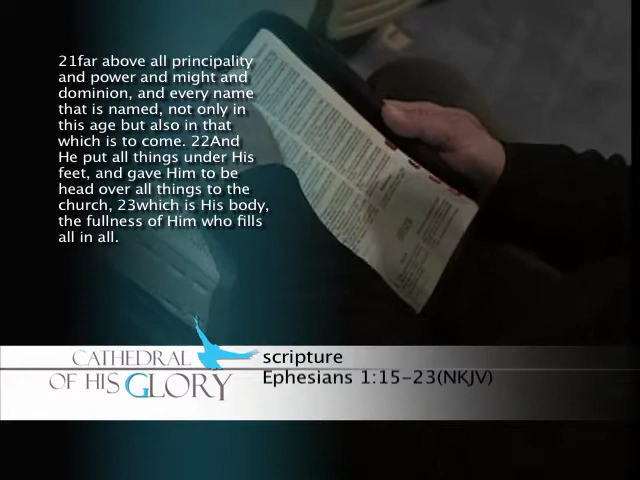 21far above all principality
and power and might and
dominion, and every name
that is named, not only in
this age but also in that
which is to come. 22And
He put all things under His
feet, and gave Him to be
head over all things to the
church, 23which is His body,
the fullness of Him who fills
all in all.
CATHEDRAL
OF HIS GLORY
scripture
Ephesians 1:15-23(NKJV)